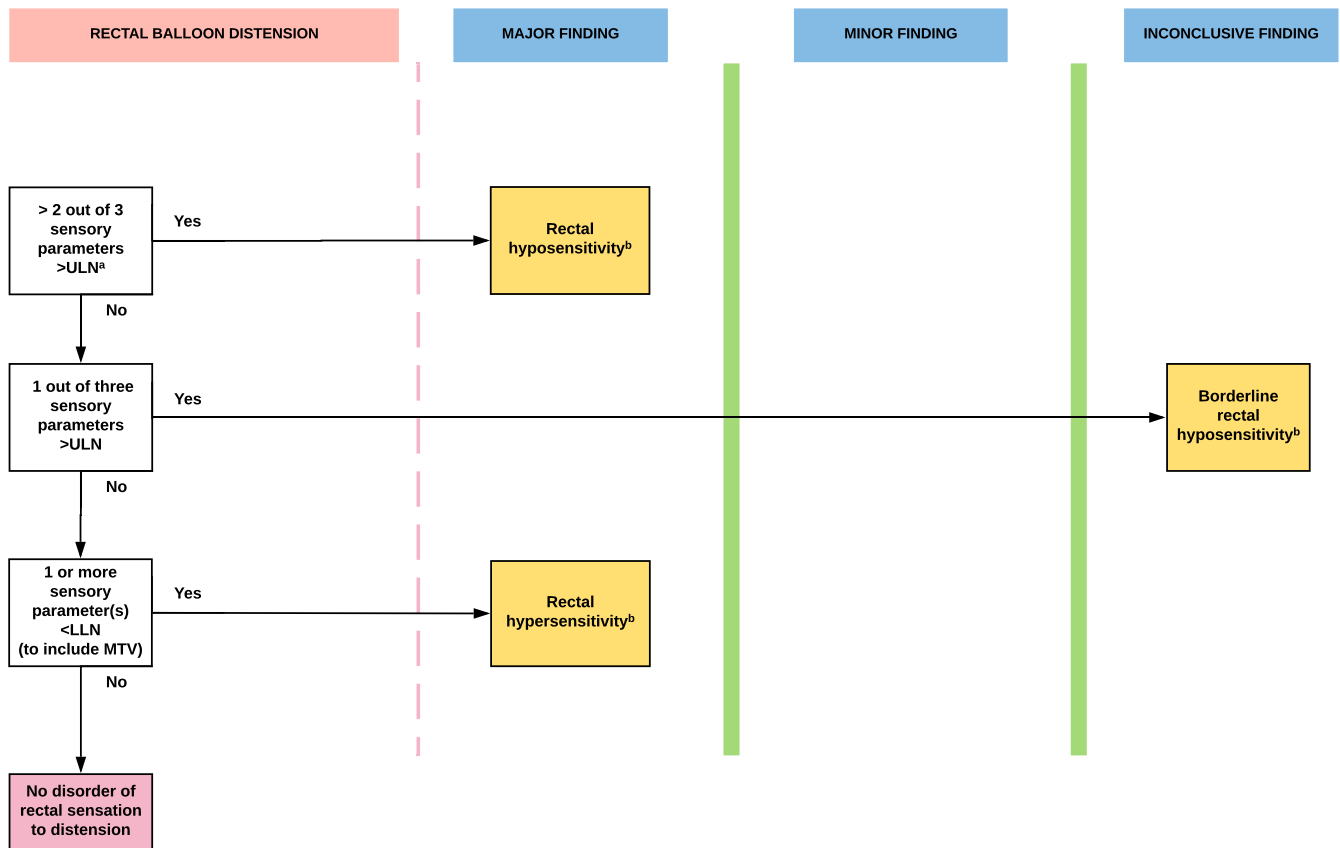 RECTAL BALLOON DISTENSION
MAJOR FINDING
MINOR FINDING
INCONCLUSIVE FINDING
> 2 out of 3
sensory
parameters
>ULNᵃ
Yes
Rectal
hyposensitivityᵇ
No
1 out of three
sensory
parameters
>ULN
Yes
Borderline
rectal
hyposensitivityᵇ
No
1 or more
sensory
parameter(s)
<LLN
(to include MTV)
Yes
Rectal
hypersensitivityᵇ
No
No disorder of
rectal sensation
to distension